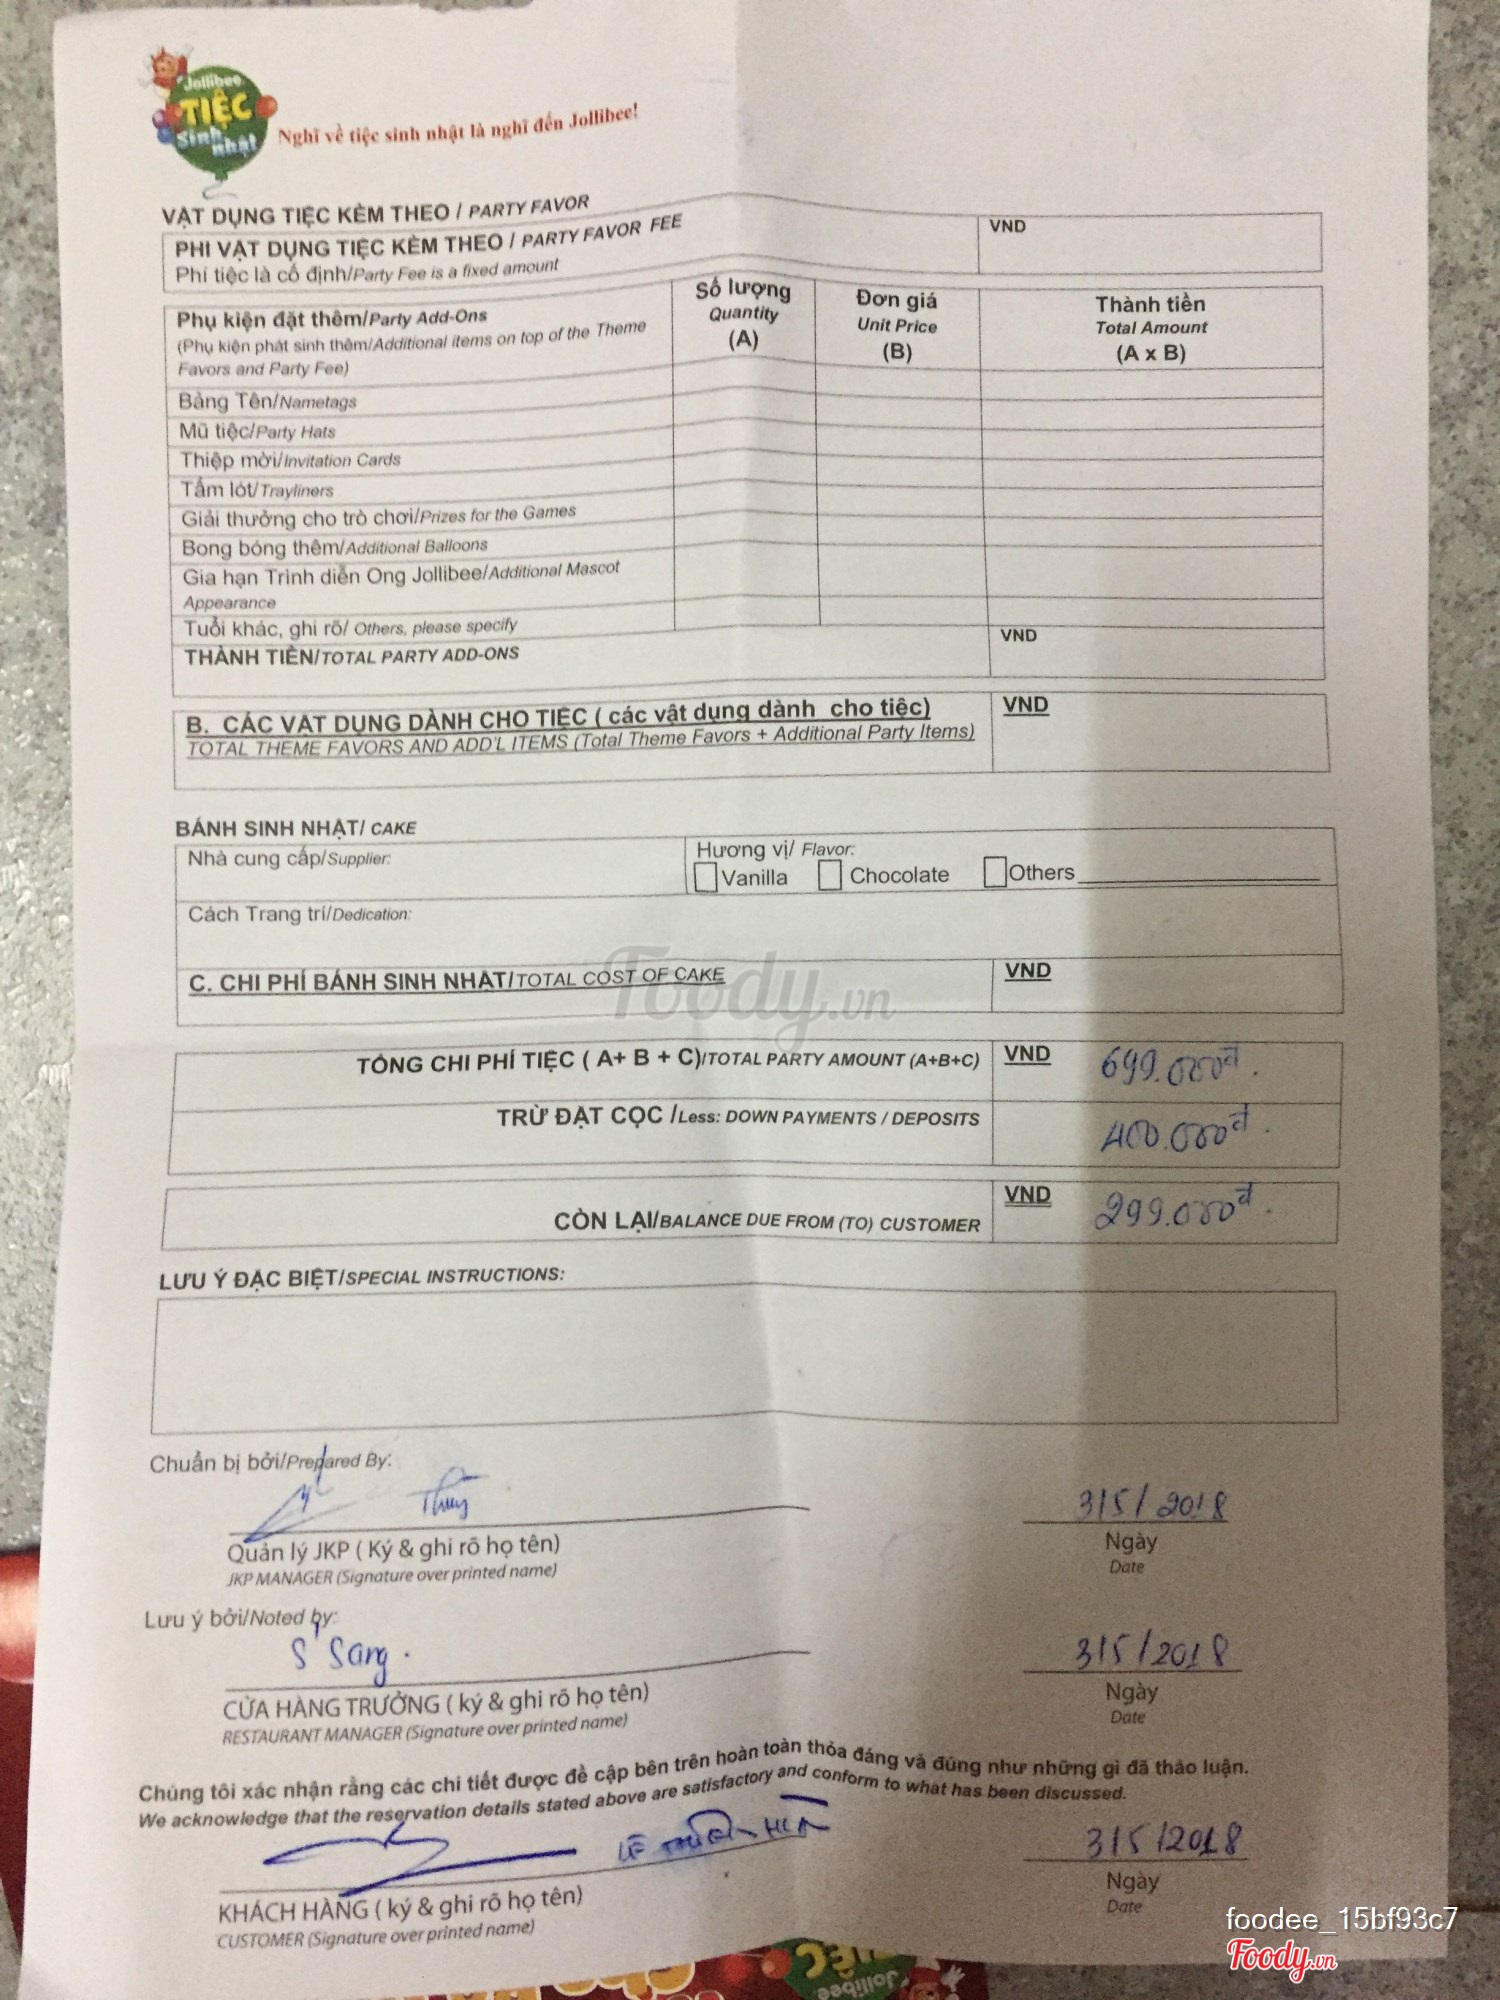 Jollibee
TIỆC
Sinh nhật
Nghĩ về tiệc sinh nhật là nghĩ đến Jollibee!
VẬT DỤNG TIỆC KÈM THEO / PARTY FAVOR
PHI VẬT DỤNG TIỆC KÈM THEO / PARTY FAVOR FEE
VND
Phí tiệc là cố định/Party Fee is a fixed amount
Phụ kiện đặt thêm/Party Add-Ons
(Phụ kiện phát sinh thêm/Additional items on top of the Theme
Favors and Party Fee)
Số lượng
Quantity
(A)
Đơn giá
Unit Price
(B)
Thành tiền
Total Amount
(A x B)
Bảng Tên/Nametags
Mũ tiệc/Party Hats
Thiệp mời/Invitation Cards
Tấm lót/Trayliners
Giải thưởng cho trò chơi/Prizes for the Games
Bong bóng thêm/Additional Balloons
Gia hạn Trình diễn Ong Jollibee/Additional Mascot
Appearance
Tuổi khác, ghi rõ/ Others, please specify
THÀNH TIỀN/TOTAL PARTY ADD-ONS
VND
B. CÁC VẬT DỤNG DÀNH CHO TIỆC ( các vật dụng dành cho tiệc)
VND
TOTAL THEME FAVORS AND ADD'L ITEMS (Total Theme Favors + Additional Party Items)
BÁNH SINH NHẬT/ CAKE
Nhà cung cấp/Supplier:
Hương vị/ Flavor:
Vanilla Chocolate Others
Cách Trang trí/Dedication:
C. CHI PHÍ BÁNH SINH NHẬT/TOTAL COST OF CAKE
VND
Foody.vn
TỔNG CHI PHÍ TIỆC ( A+ B + C)/TOTAL PARTY AMOUNT (A+B+C)
VND 699.000đ.
TRỪ ĐẶT CỌC /Less: DOWN PAYMENTS / DEPOSITS
400.000đ.
CÒN LẠI/BALANCE DUE FROM (TO) CUSTOMER
VND 299.000đ.
LƯU Ý ĐẶC BIỆT/SPECIAL INSTRUCTIONS:
Chuẩn bị bởi/Prepared By:
Thùy
3/5/2018
Quản lý JKP ( Ký & ghi rõ họ tên)
JKP MANAGER (Signature over printed name)
Ngày
Date
Lưu ý bởi/Noted by:
Sang.
3/5/2018
CỬA HÀNG TRƯỞNG ( ký & ghi rõ họ tên)
RESTAURANT MANAGER (Signature over printed name)
Ngày
Date
Chúng tôi xác nhận rằng các chi tiết được đề cập bên trên hoàn toàn thỏa đáng và đúng như những gì đã thảo luận.
We acknowledge that the reservation details stated above are satisfactory and conform to what has been discussed.
LÊ
3/5/2018
KHÁCH HÀNG ( ký & ghi rõ họ tên)
CUSTOMER (Signature over printed name)
Ngày
Date
foodee_15bf93c7
Foody.vn
TIỆC
Jollibee